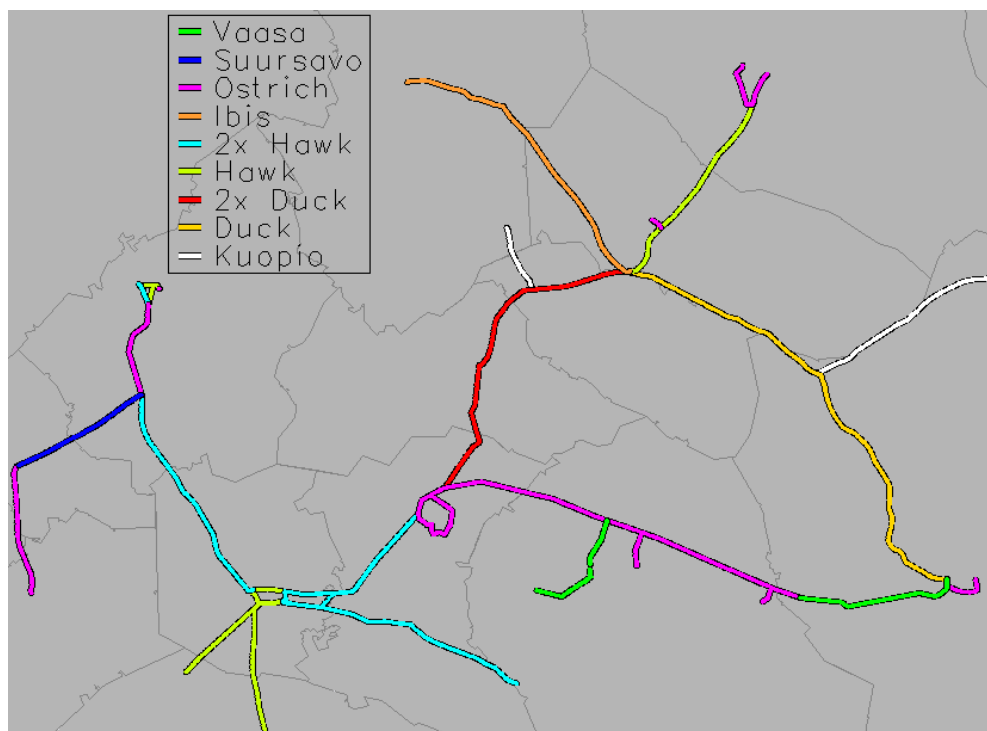 Vaasa
Suursavo
Ostrich
Ibis
2x Hawk
Hawk
2x Duck
Duck
Kuopio